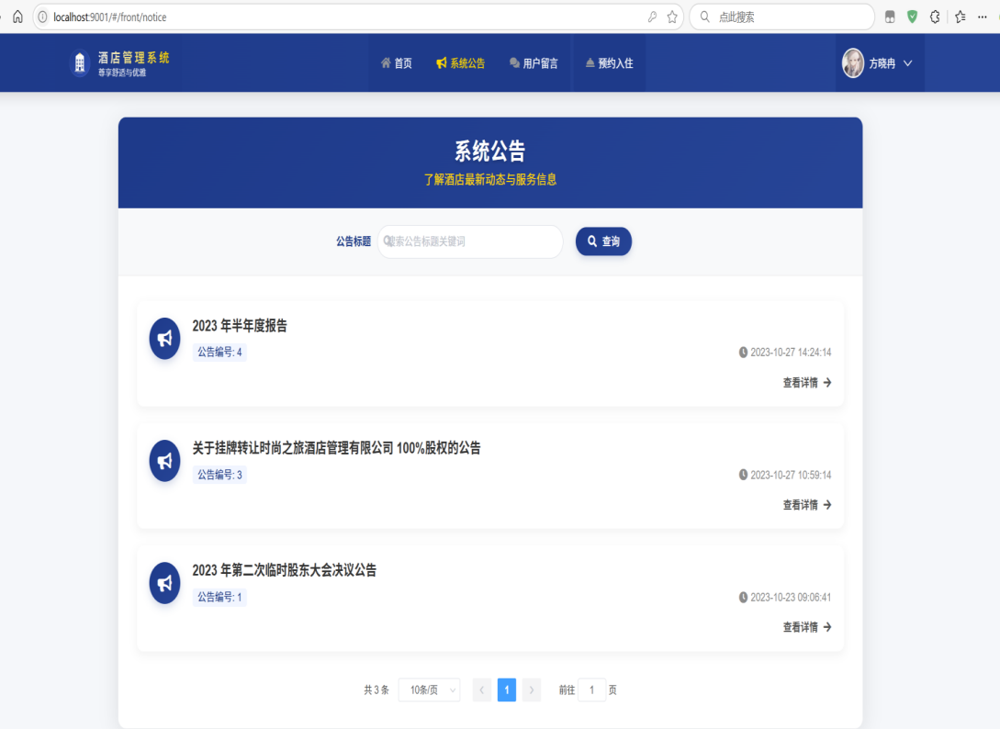 localhost:9001/#/front/notice
点此搜索
酒店管理系统
尊享舒适与优雅
首页
系统公告
用户留言
预约入住
方晓冉
系统公告
了解酒店最新动态与服务信息
公告标题
搜索公告标题关键词
查询
2023 年半年度报告
公告编号: 4
2023-10-27 14:24:14
查看详情
关于挂牌转让时尚之旅酒店管理有限公司 100%股权的公告
公告编号: 3
2023-10-27 10:59:14
查看详情
2023 年第二次临时股东大会决议公告
公告编号: 1
2023-10-23 09:06:41
查看详情
共 3 条
10条/页
1
前往 1 页